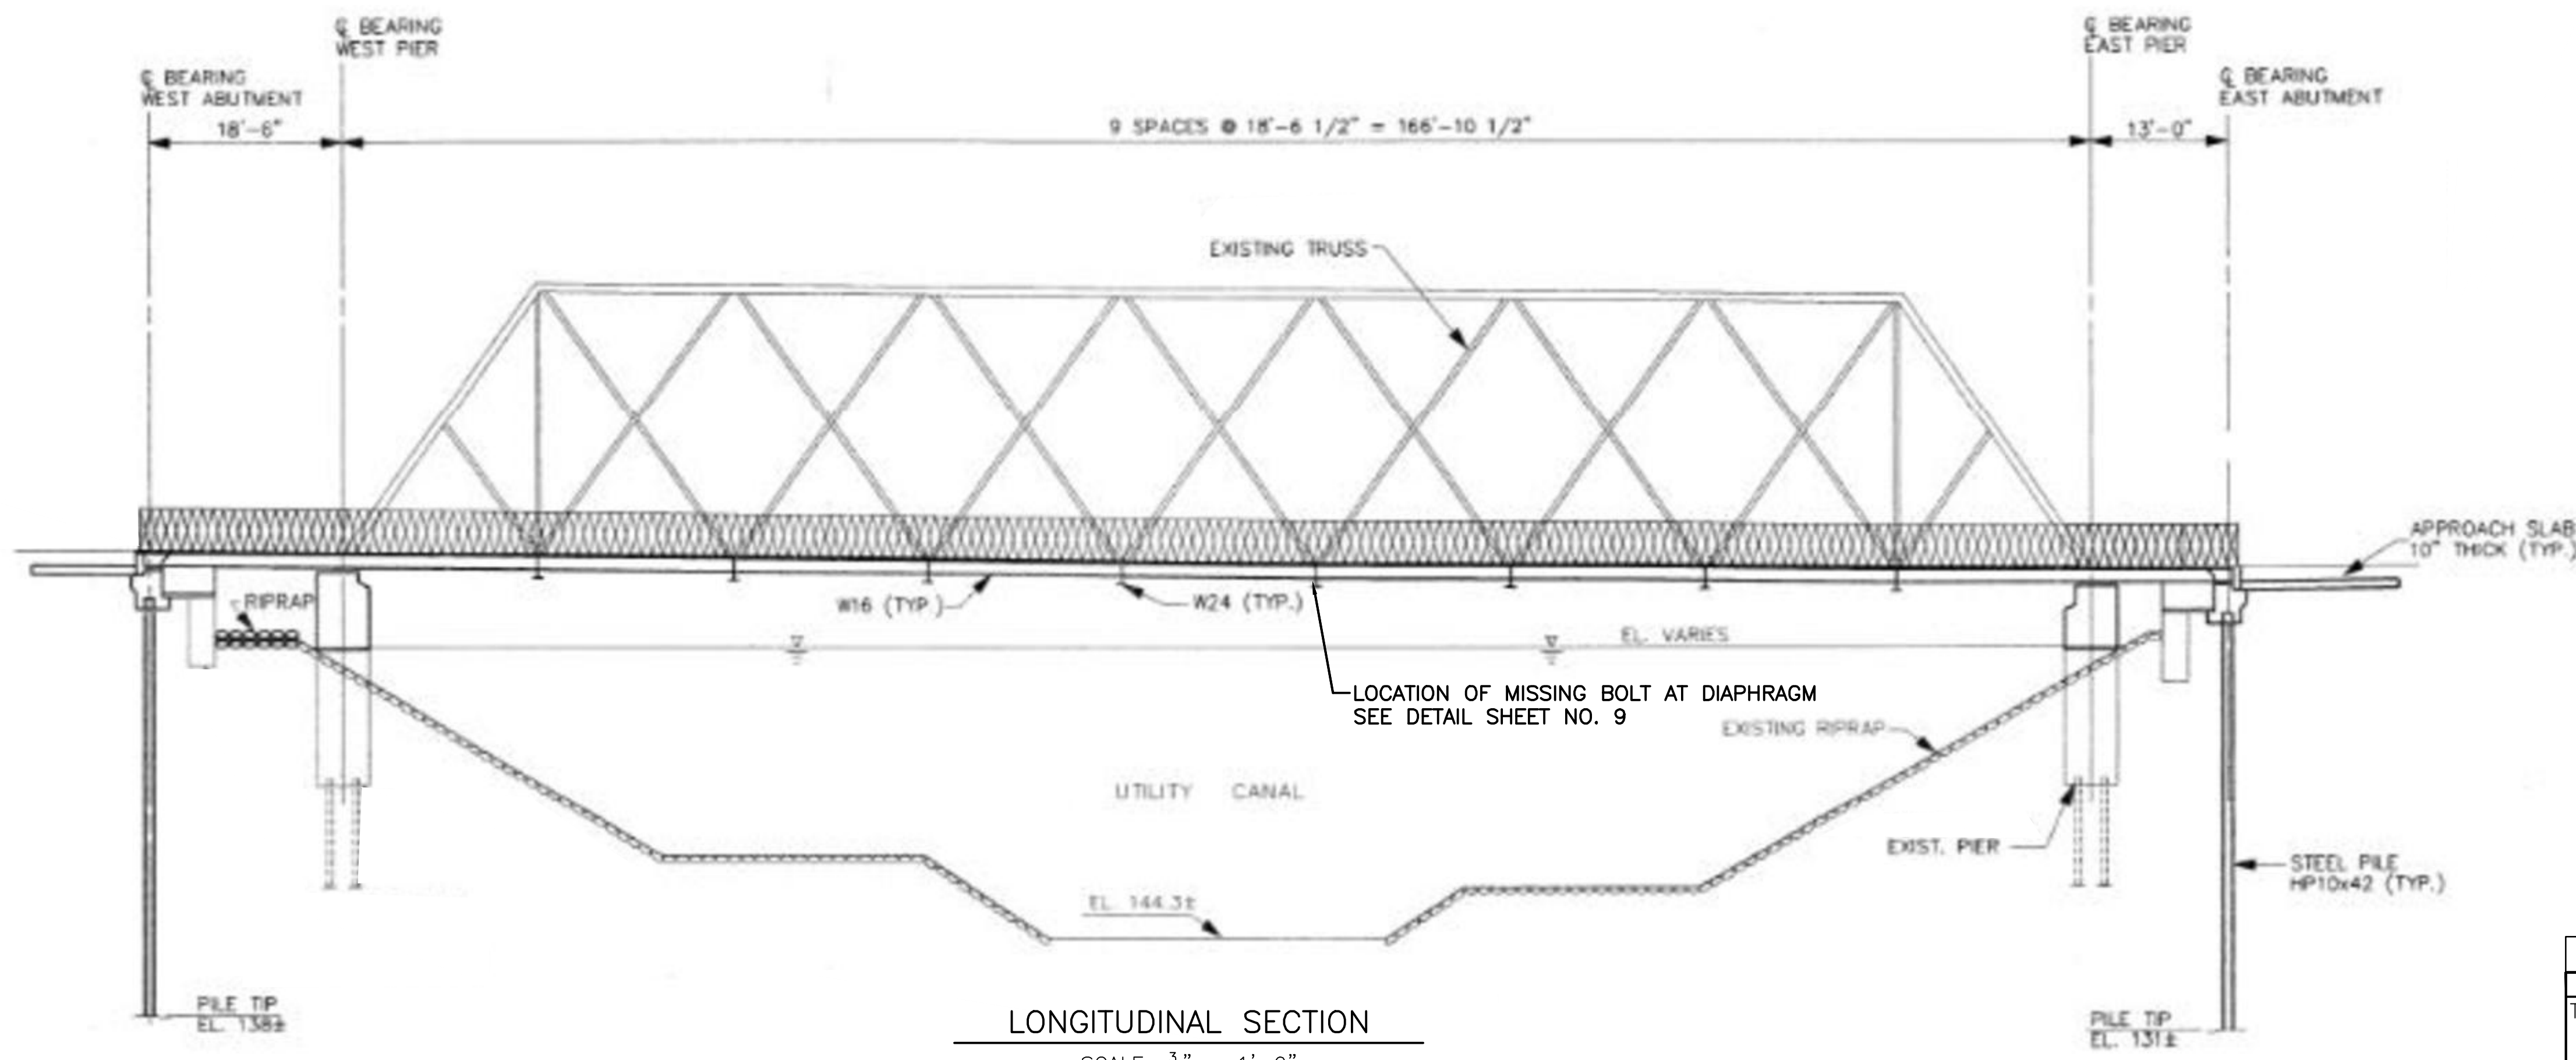 ℄ BEARING
WEST PIER
℄ BEARING
EAST PIER
℄ BEARING
WEST ABUTMENT
℄ BEARING
EAST ABUTMENT
18'-6"
9 SPACES @ 18'-6 1/2" = 166'-10 1/2"
13'-0"
EXISTING TRUSS
APPROACH SLAB
10" THICK (TYP.)
RIPRAP
W16 (TYP.)
W24 (TYP.)
EL. VARIES
LOCATION OF MISSING BOLT AT DIAPHRAGM
SEE DETAIL SHEET NO. 9
EXISTING RIPRAP
UTILITY CANAL
EXIST. PIER
STEEL PILE
HP10x42 (TYP.)
EL. 144.3±
PILE TIP
EL. 138±
PILE TIP
EL. 131±
LONGITUDINAL SECTION